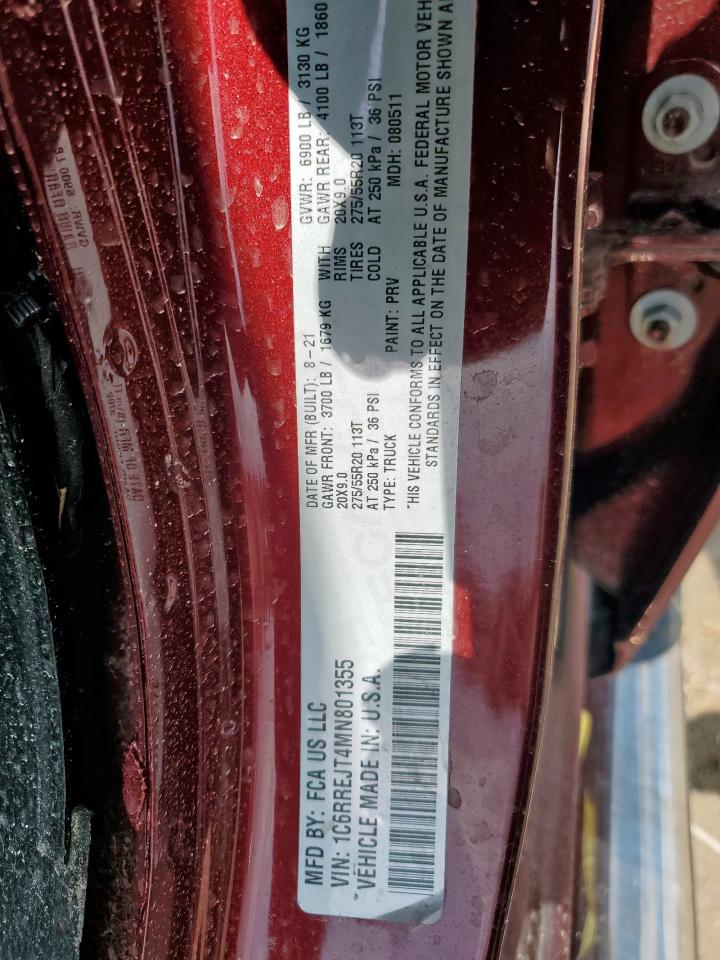 MFD BY: FCA US LLC
VIN: 1C6RREJT4MN801355
VEHICLE MADE IN: U.S.A.
DATE OF MFR (BUILT): 8-21 GVWR: 6900 LB / 3130 KG
GAWR FRONT: 3700 LB / 1679 KG WITH GAWR REAR: 4100 LB / 1860
20X9.0 RIMS 20X9.0
275/55R20 113T TIRES 275/55R20 113T
AT 250 kPa / 36 PSI COLD AT 250 kPa / 36 PSI
TYPE: TRUCK PAINT: PRV MDH: 080511
THIS VEHICLE CONFORMS TO ALL APPLICABLE U.S.A. FEDERAL MOTOR VEH
STANDARDS IN EFFECT ON THE DATE OF MANUFACTURE SHOWN